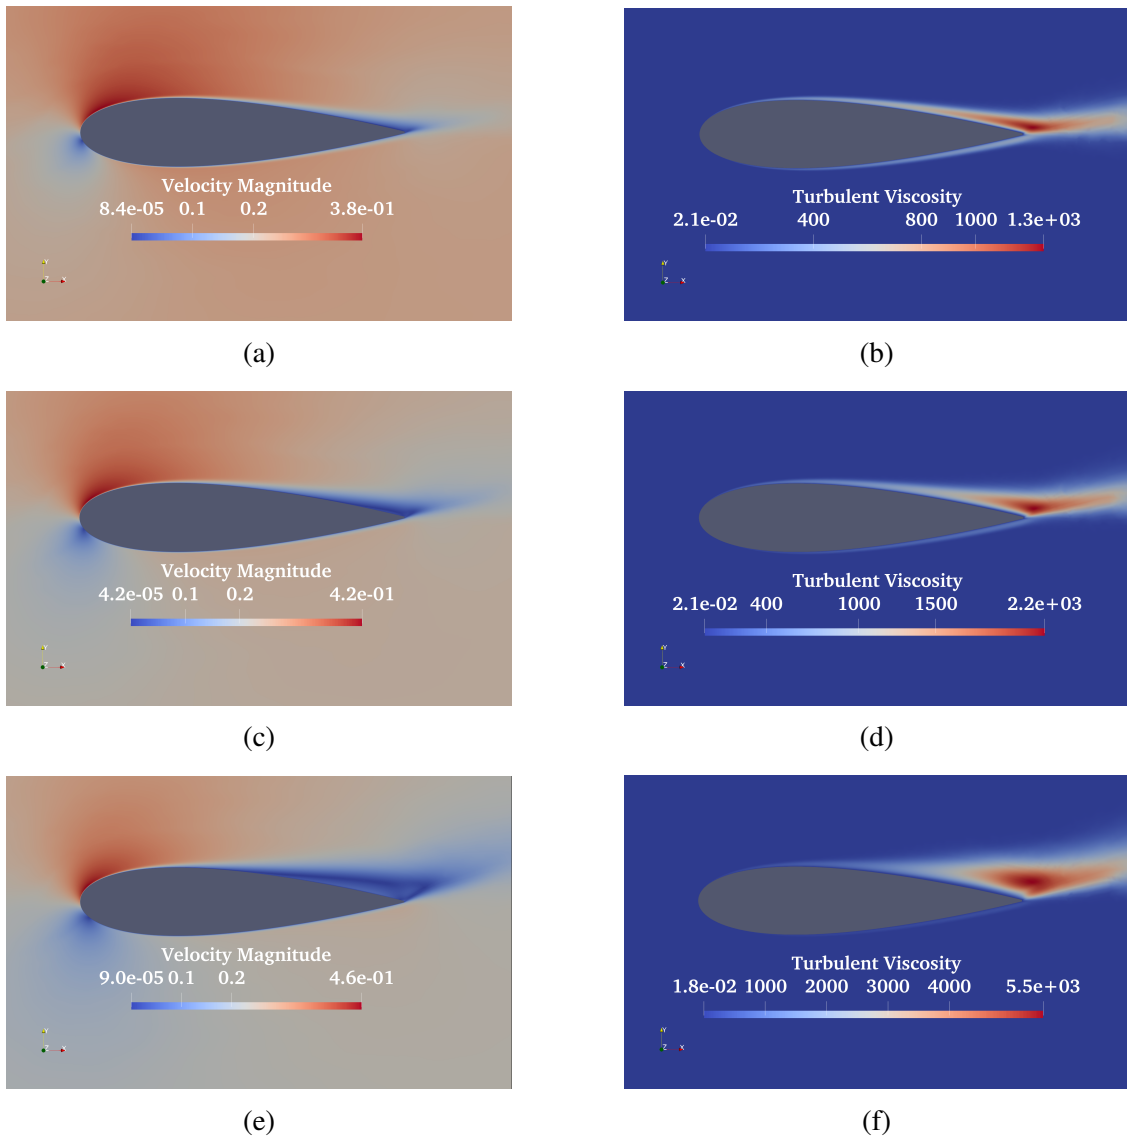 Velocity Magnitude
8.4e-05 0.1 0.2 3.8e-01
Y
Z X
(a)
Turbulent Viscosity
2.1e-02 400 800 1000 1.3e+03
Y
Z X
(b)
Velocity Magnitude
4.2e-05 0.1 0.2 4.2e-01
Y
Z X
(c)
Turbulent Viscosity
2.1e-02 400 1000 1500 2.2e+03
Y
Z X
(d)
Velocity Magnitude
9.0e-05 0.1 0.2 4.6e-01
Y
Z X
(e)
Turbulent Viscosity
1.8e-02 1000 2000 3000 4000 5.5e+03
Y
Z X
(f)